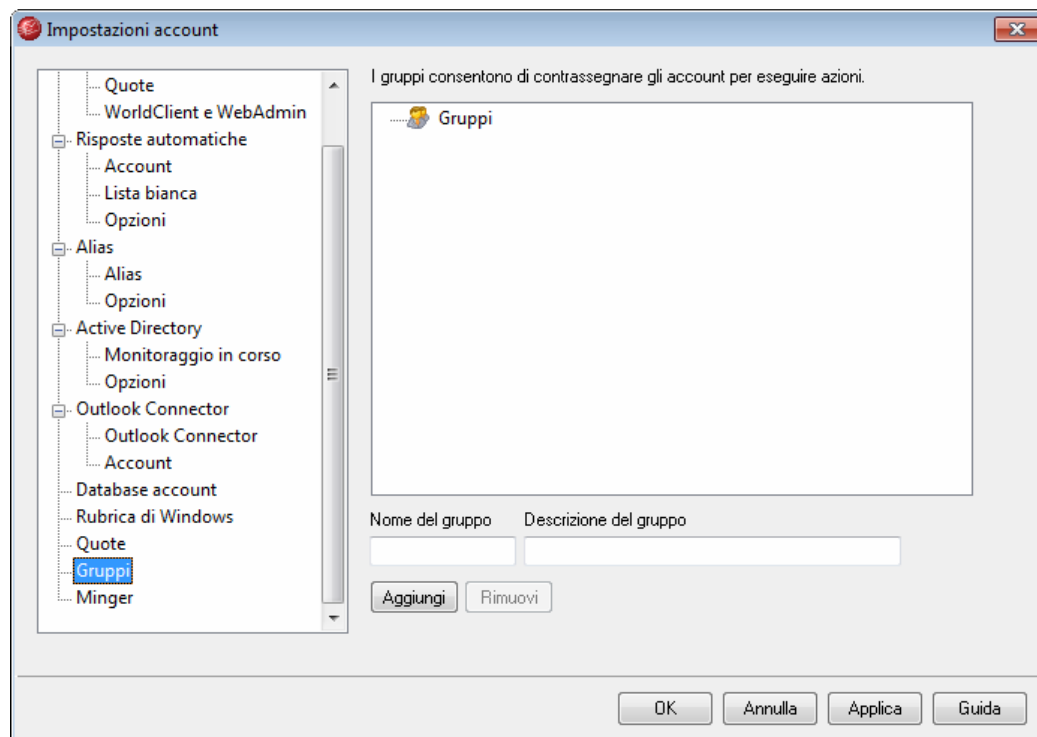 Impostazioni account
Quote
WorldClient e WebAdmin
Risposte automatiche
Account
Lista bianca
Opzioni
Alias
Alias
Opzioni
Active Directory
Monitoraggio in corso
Opzioni
Outlook Connector
Outlook Connector
Account
Database account
Rubrica di Windows
Quote
Gruppi
Minger
I gruppi consentono di contrassegnare gli account per eseguire azioni.
Gruppi
Nome del gruppo Descrizione del gruppo
Aggiungi Rimuovi
OK Annulla Applica Guida